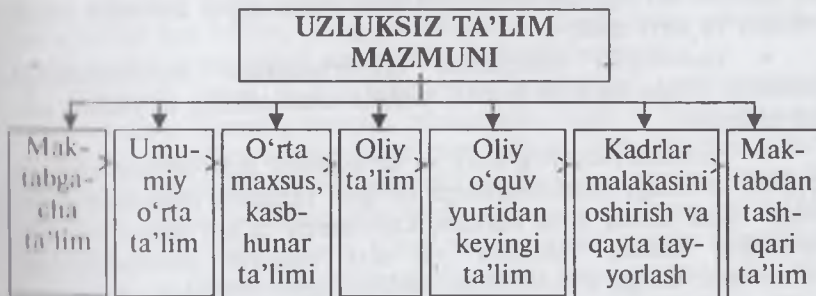 UZLUKSIZ TA'LIM
MAZMUNI
Mak-
tabga-
cha
ta'lim
Umu-
miy
o'rta
ta'lim
O'rta
maxsus,
kasb-
hunar
ta'limi
Oliy
ta'lim
Oliy
o'quv
yurtidan
keyingi
ta'lim
Kadrlar
malakasini
oshirish va
qayta tay-
yorlash
Mak-
tabdan
tash-
qari
ta'lim